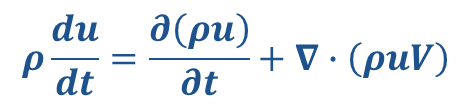 ρ du/dt = ∂(ρu)/∂t + ∇ · (ρuV)